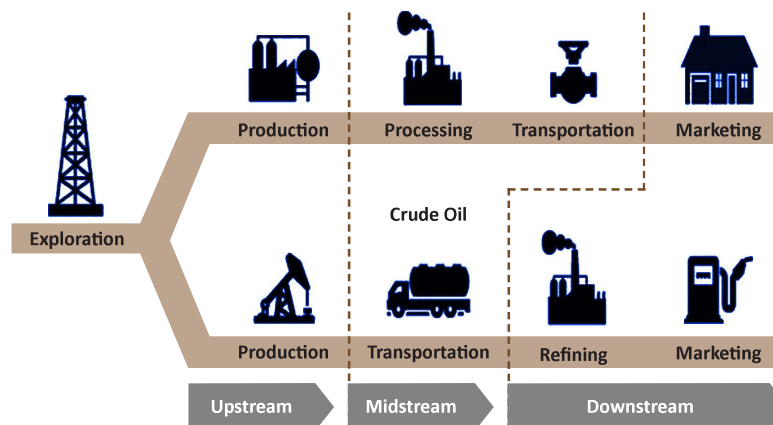 Production
Processing
Transportation
Marketing
Exploration
Crude Oil
Production
Transportation
Refining
Marketing
Upstream
Midstream
Downstream